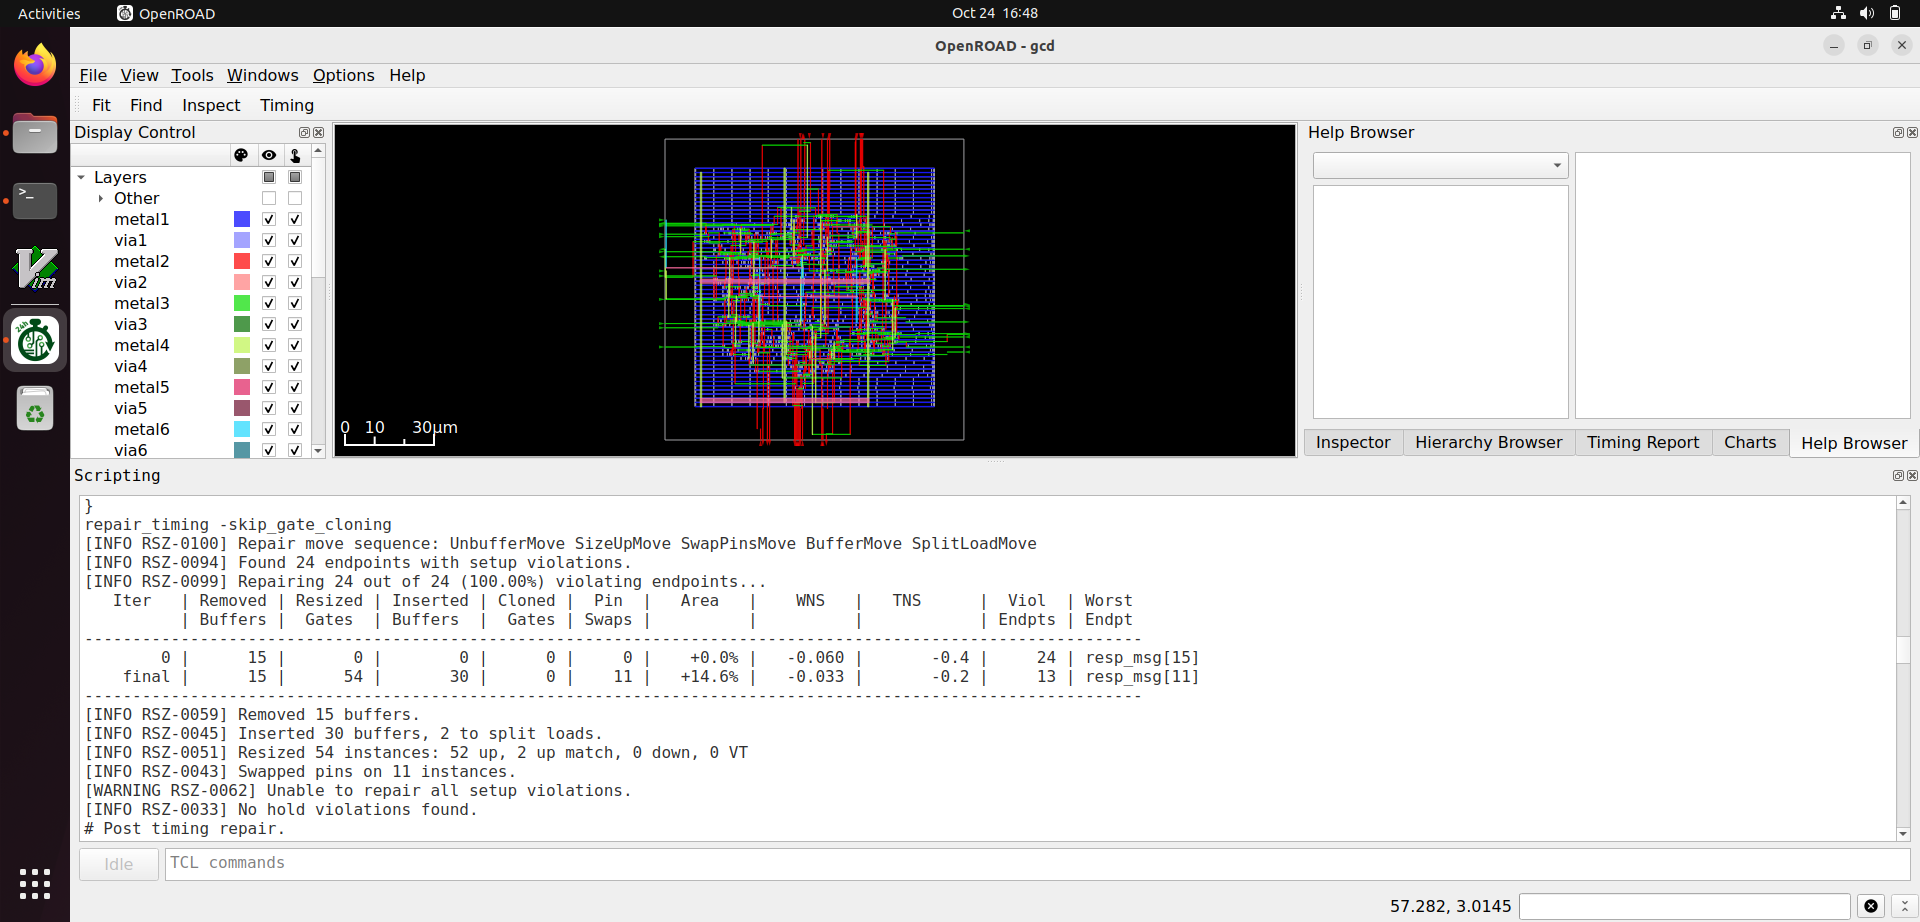 Activities OpenROAD Oct 24 16:48
OpenROAD - gcd
File View Tools Windows Options Help
Fit Find Inspect Timing
Display Control
Layers
Other
metal1
via1
metal2
via2
metal3
via3
metal4
via4
metal5
via5
metal6
via6
0 10 30μm
Help Browser
Inspector Hierarchy Browser Timing Report Charts Help Browser
Scripting
}
repair_timing -skip_gate_cloning
[INFO RSZ-0100] Repair move sequence: UnbufferMove SizeUpMove SwapPinsMove BufferMove SplitLoadMove
[INFO RSZ-0094] Found 24 endpoints with setup violations.
[INFO RSZ-0099] Repairing 24 out of 24 (100.00%) violating endpoints...
Iter | Removed | Resized | Inserted | Cloned | Pin | Area | WNS | TNS | Viol | Worst
| Buffers | Gates | Buffers | Gates | Swaps | | | | Endpts | Endpt
--------------------------------------------------------------------------------------------------------------
0 | 15 | 0 | 0 | 0 | 0 | +0.0% | -0.060 | -0.4 | 24 | resp_msg[15]
final | 15 | 54 | 30 | 0 | 11 | +14.6% | -0.033 | -0.2 | 13 | resp_msg[11]
--------------------------------------------------------------------------------------------------------------
[INFO RSZ-0059] Removed 15 buffers.
[INFO RSZ-0045] Inserted 30 buffers, 2 to split loads.
[INFO RSZ-0051] Resized 54 instances: 52 up, 2 up match, 0 down, 0 VT
[INFO RSZ-0043] Swapped pins on 11 instances.
[WARNING RSZ-0062] Unable to repair all setup violations.
[INFO RSZ-0033] No hold violations found.
# Post timing repair.
Idle TCL commands
57.282, 3.0145